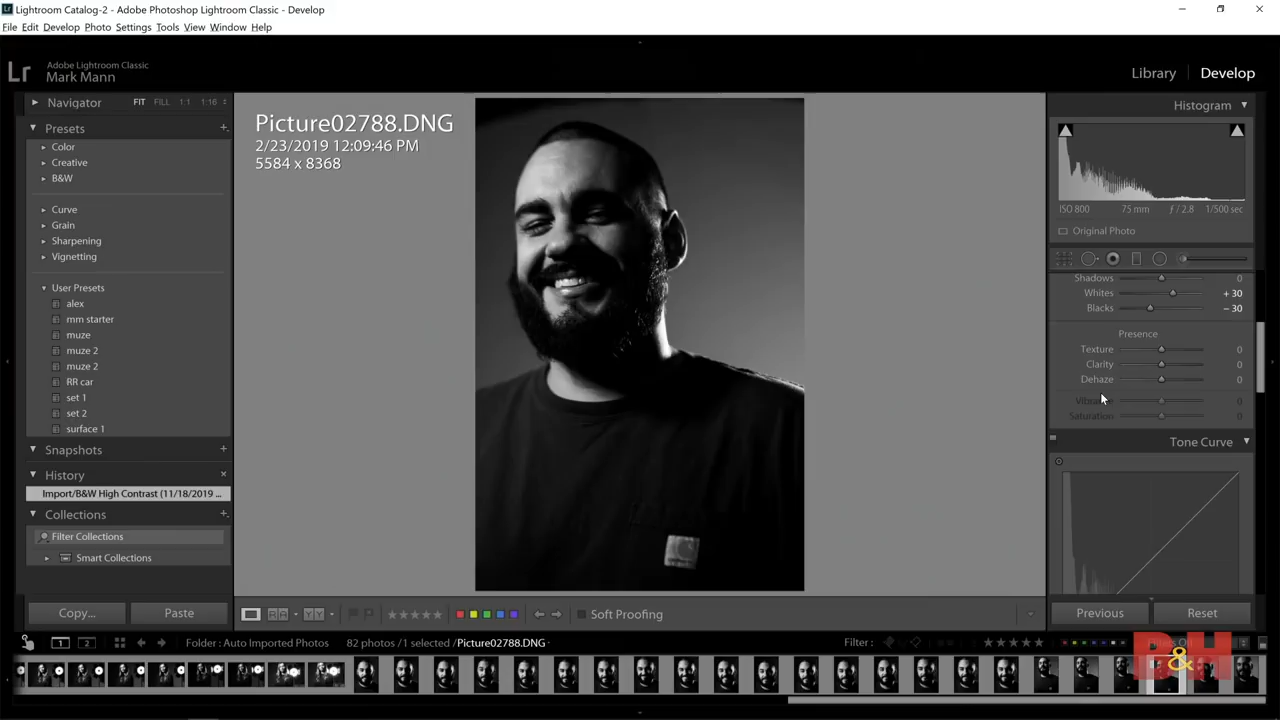 Lightroom Catalog-2 - Adobe Photoshop Lightroom Classic - Develop
File Edit Develop Photo Settings Tools View Window Help
Lr
Adobe Lightroom Classic
Mark Mann
Library Develop
Navigator FIT FILL 1:1 1:16
Presets
Color
Creative
B&W
Curve
Grain
Sharpening
Vignetting
User Presets
alex
mm starter
muze
muze 2
muze 2
RR car
set 1
set 2
surface 1
Snapshots
History
Import/B&W High Contrast (11/18/2019 ...
Collections
Filter Collections
Smart Collections
Copy... Paste
Picture02788.DNG
2/23/2019 12:09:46 PM
5584 x 8368
Histogram
ISO 800 75 mm ƒ / 2.8 1/500 sec
Original Photo
Shadows 0
Whites + 30
Blacks − 30
Presence
Texture 0
Clarity 0
Dehaze 0
0
Saturation 0
Tone Curve
Previous Reset
Soft Proofing
1 2 Folder : Auto Imported Photos 82 photos /1 selected /Picture02788.DNG Filter :
B&H